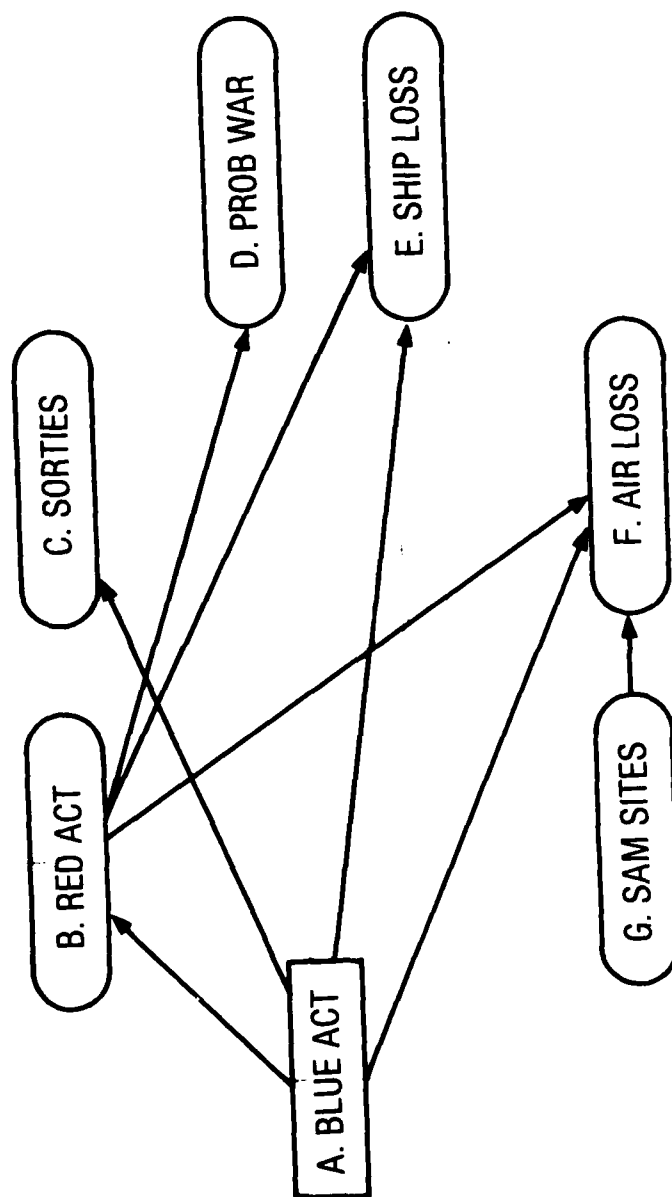 A. BLUE ACT
B. RED ACT
C. SORTIES
D. PROB WAR
E. SHIP LOSS
F. AIR LOSS
G. SAM SITES